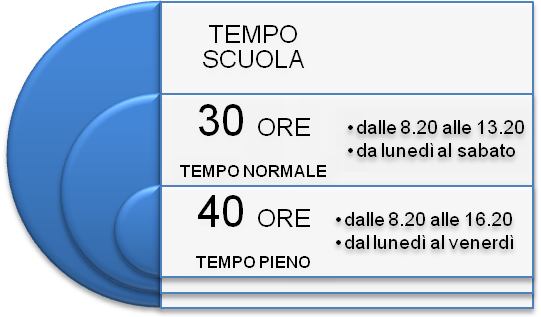 TEMPO
SCUOLA
30 ORE
TEMPO NORMALE
•dalle 8.20 alle 13.20
•da lunedì al sabato
40 ORE
TEMPO PIENO
•dalle 8.20 alle 16.20
•dal lunedì al venerdì